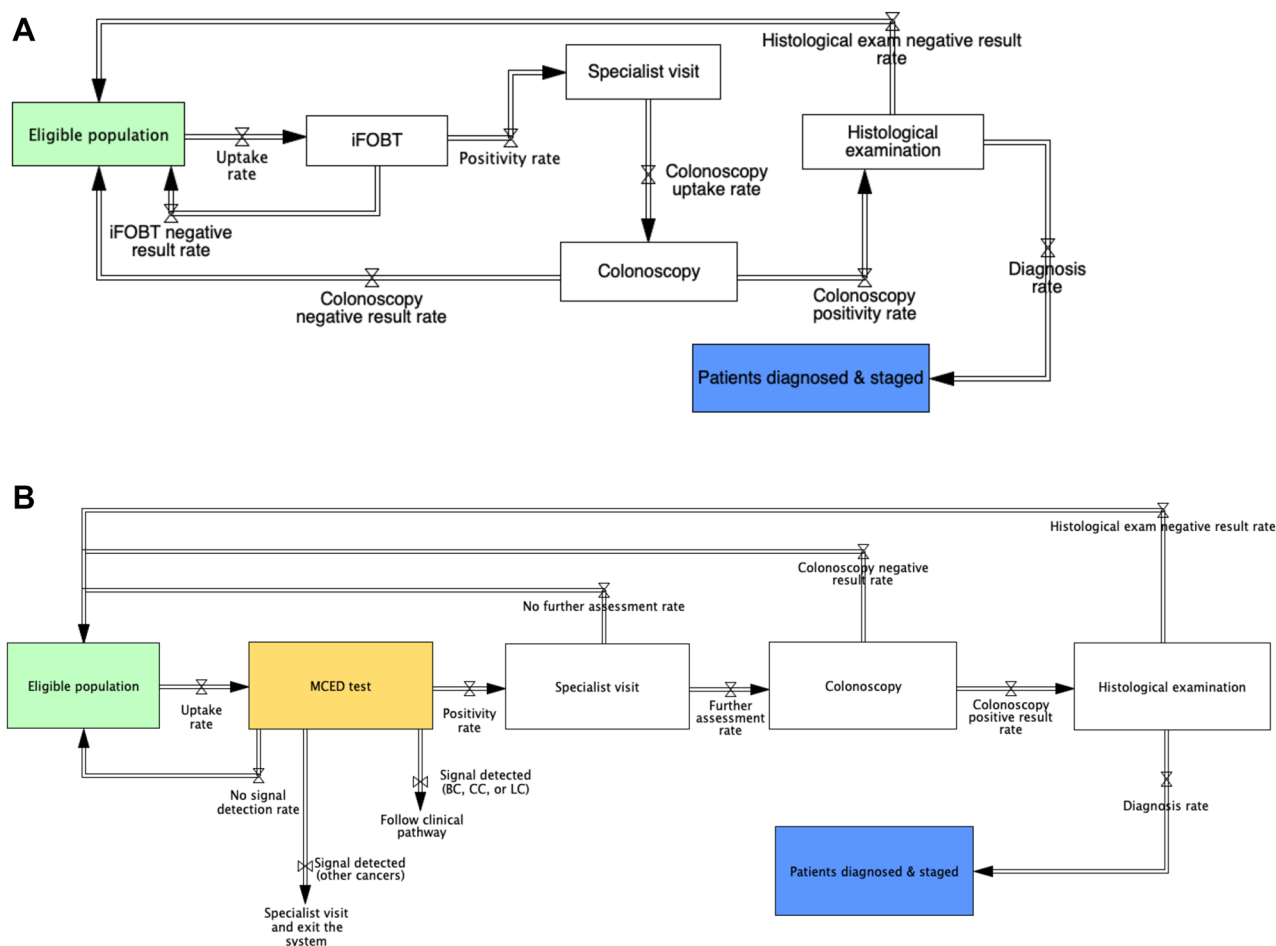 A
Histological exam negative result
rate
Specialist visit
Eligible population
Uptake
rate
iFOBT
Positivity rate
Histological
examination
Colonoscopy
uptake rate
iFOBT negative
result rate
Colonoscopy
Colonoscopy
negative result rate
Colonoscopy
positivity rate
Diagnosis
rate
Patients diagnosed & staged
B
Histological exam negative result rate
Colonoscopy negative
result rate
No further assessment rate
Eligible population
Uptake
rate
MCED test
Positivity
rate
Specialist visit
Further
assessment
rate
Colonoscopy
Colonoscopy
positive result
rate
Histological examination
No signal
detection rate
Signal detected
(BC, CC, or LC)
Follow clinical
pathway
Diagnosis rate
Signal detected
(other cancers)
Patients diagnosed & staged
Specialist visit
and exit the
system